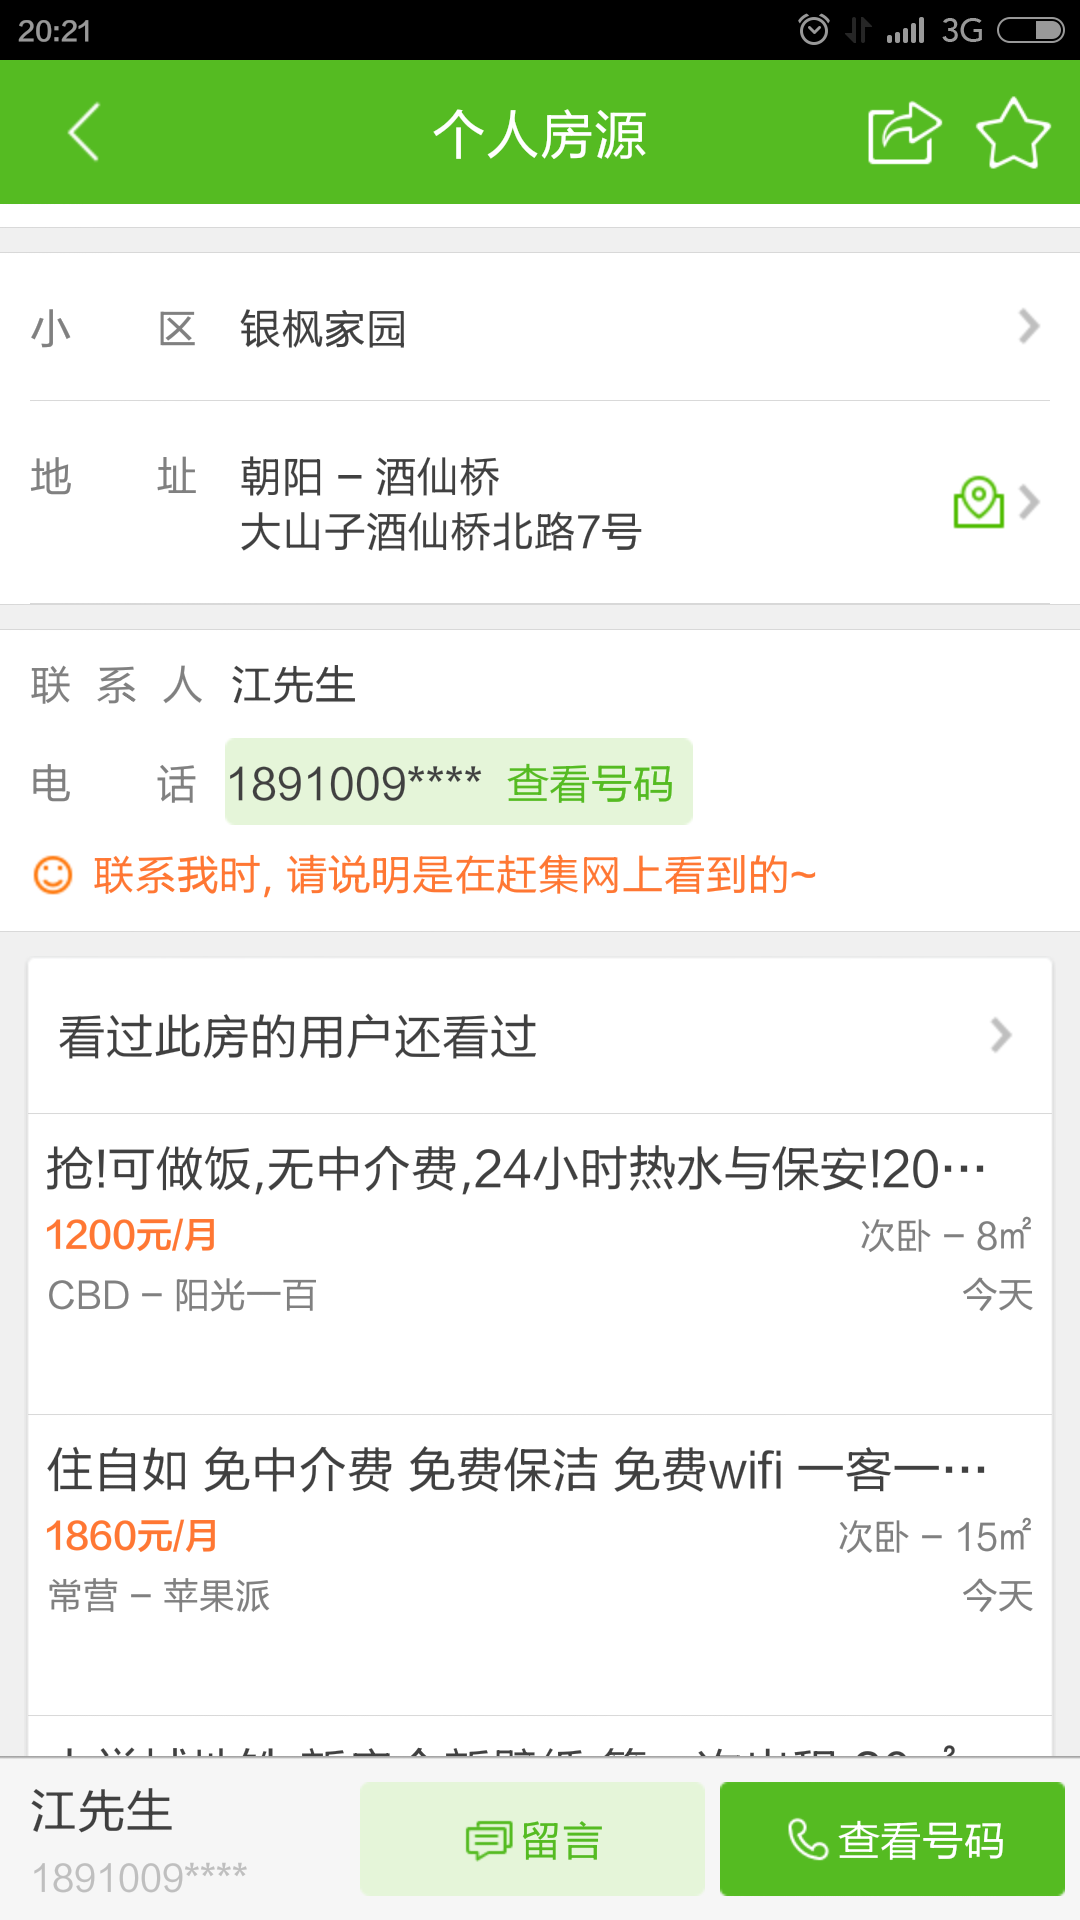 20:21 3G
个人房源
小区 银枫家园
地址 朝阳 – 酒仙桥
大山子酒仙桥北路7号
联系人 江先生
电话 1891009**** 查看号码
联系我时, 请说明是在赶集网上看到的~
看过此房的用户还看过
抢!可做饭,无中介费,24小时热水与保安!20…
1200元/月 次卧 – 8㎡
CBD – 阳光一百 今天
住自如 免中介费 免费保洁 免费wifi 一客一…
1860元/月 次卧 – 15㎡
常营 – 苹果派 今天
江先生
1891009****
留言
查看号码